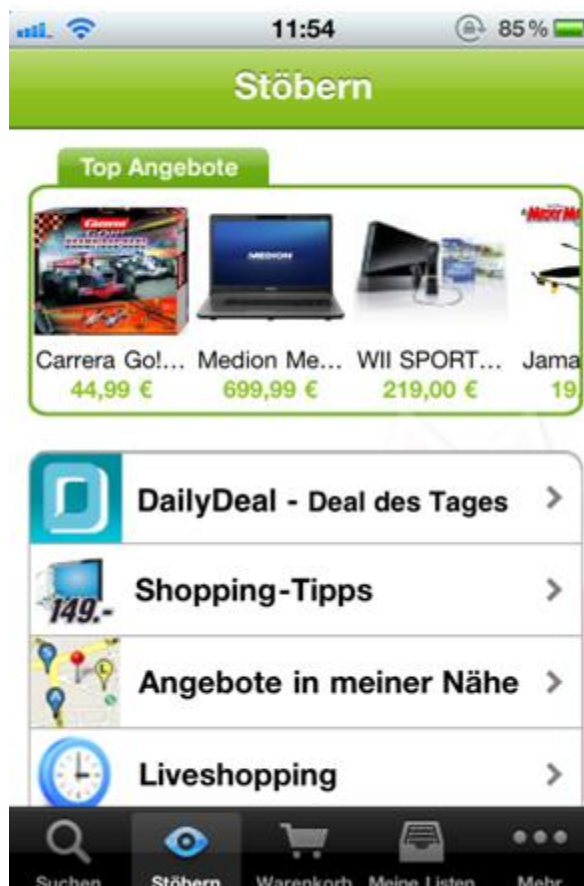 11:54
85 %
Stöbern
Top Angebote
Carrera
MEDION
Carrera Go!... Medion Me... WII SPORT... Jama
44,99 € 699,99 € 219,00 € 19
DailyDeal - Deal des Tages
149.-
Shopping-Tipps
Angebote in meiner Nähe
Liveshopping
Suchen Stöbern Warenkorb Meine Listen Mehr